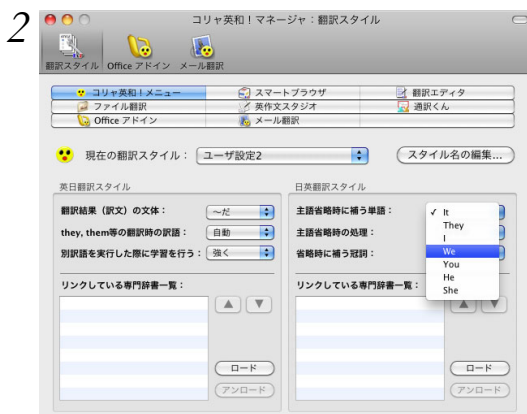 2
コリャ英和！マネージャ：翻訳スタイル
翻訳スタイル Office アドイン メール翻訳
コリャ英和！メニュー スマートブラウザ 翻訳エディタ
ファイル翻訳 英作文スタジオ 通訳くん
Office アドイン メール翻訳
現在の翻訳スタイル： ユーザ設定2 スタイル名の編集...
英日翻訳スタイル
翻訳結果（訳文）の文体： 〜だ
they, them等の翻訳時の訳語： 自動
別訳語を実行した際に学習を行う： 強く
リンクしている専門辞書一覧：
ロード
アンロード
日英翻訳スタイル
主語省略時に補う単語：
主語省略時の処理：
省略時に補う冠詞：
✓ It
They
I
We
You
He
She
リンクしている専門辞書一覧：
ロード
アンロード